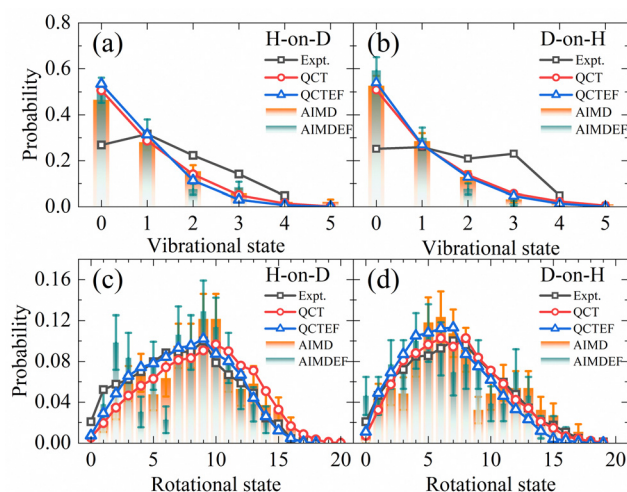 (a) H-on-D
Expt.
QCT
QCTEF
AIMD
AIMDEF
0.8
0.6
0.4
0.2
0.0
Probability
0 1 2 3 4 5
Vibrational state
(b) D-on-H
Expt.
QCT
QCTEF
AIMD
AIMDEF
0 1 2 3 4 5
Vibrational state
(c) H-on-D
Expt.
QCT
QCTEF
AIMD
AIMDEF
0.16
0.12
0.08
0.04
0.00
Probability
0 5 10 15 20
Rotational state
(d) D-on-H
Expt.
QCT
QCTEF
AIMD
AIMDEF
0 5 10 15 20
Rotational state